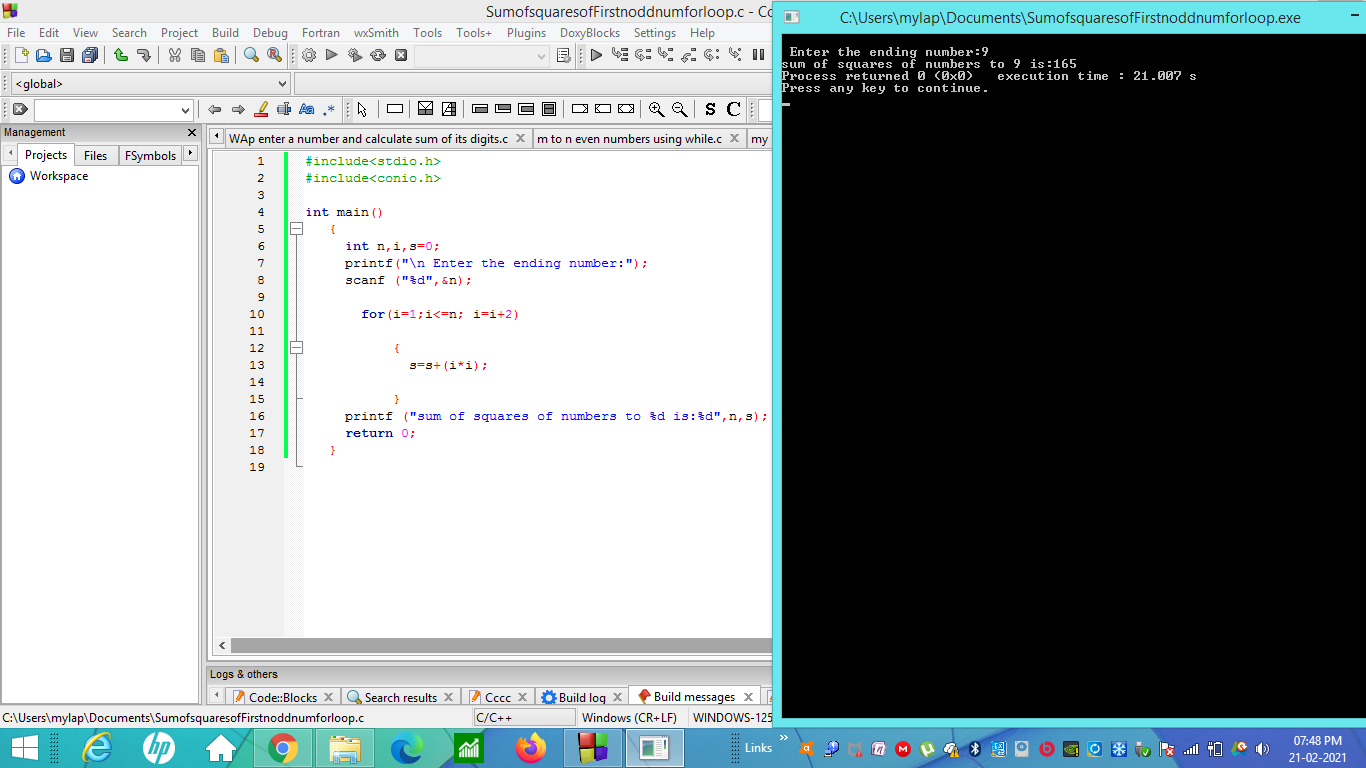 SumofsquaresofFirstnoddnumforloop.c - Co
File Edit View Search Project Build Debug Fortran wxSmith Tools Tools+ Plugins DoxyBlocks Settings Help
<global>
Aa .* S C
Management
Projects Files FSymbols
Workspace
WAp enter a number and calculate sum of its digits.c m to n even numbers using while.c my
1 #include<stdio.h>
2 #include<conio.h>
3
4 int main()
5 {
6 int n,i,s=0;
7 printf("\n Enter the ending number:");
8 scanf ("%d",&n);
9
10 for(i=1;i<=n; i=i+2)
11
12 {
13 s=s+(i*i);
14
15 }
16 printf ("sum of squares of numbers to %d is:%d",n,s);
17 return 0;
18 }
19
Logs & others
Code::Blocks Search results Cccc Build log Build messages
C:\Users\mylap\Documents\SumofsquaresofFirstnoddnumforloop.c C/C++ Windows (CR+LF) WINDOWS-125
C:\Users\mylap\Documents\SumofsquaresofFirstnoddnumforloop.exe
Enter the ending number:9
sum of squares of numbers to 9 is:165
Process returned 0 (0x0) execution time : 21.007 s
Press any key to continue.
hp
Links
07:48 PM
21-02-2021